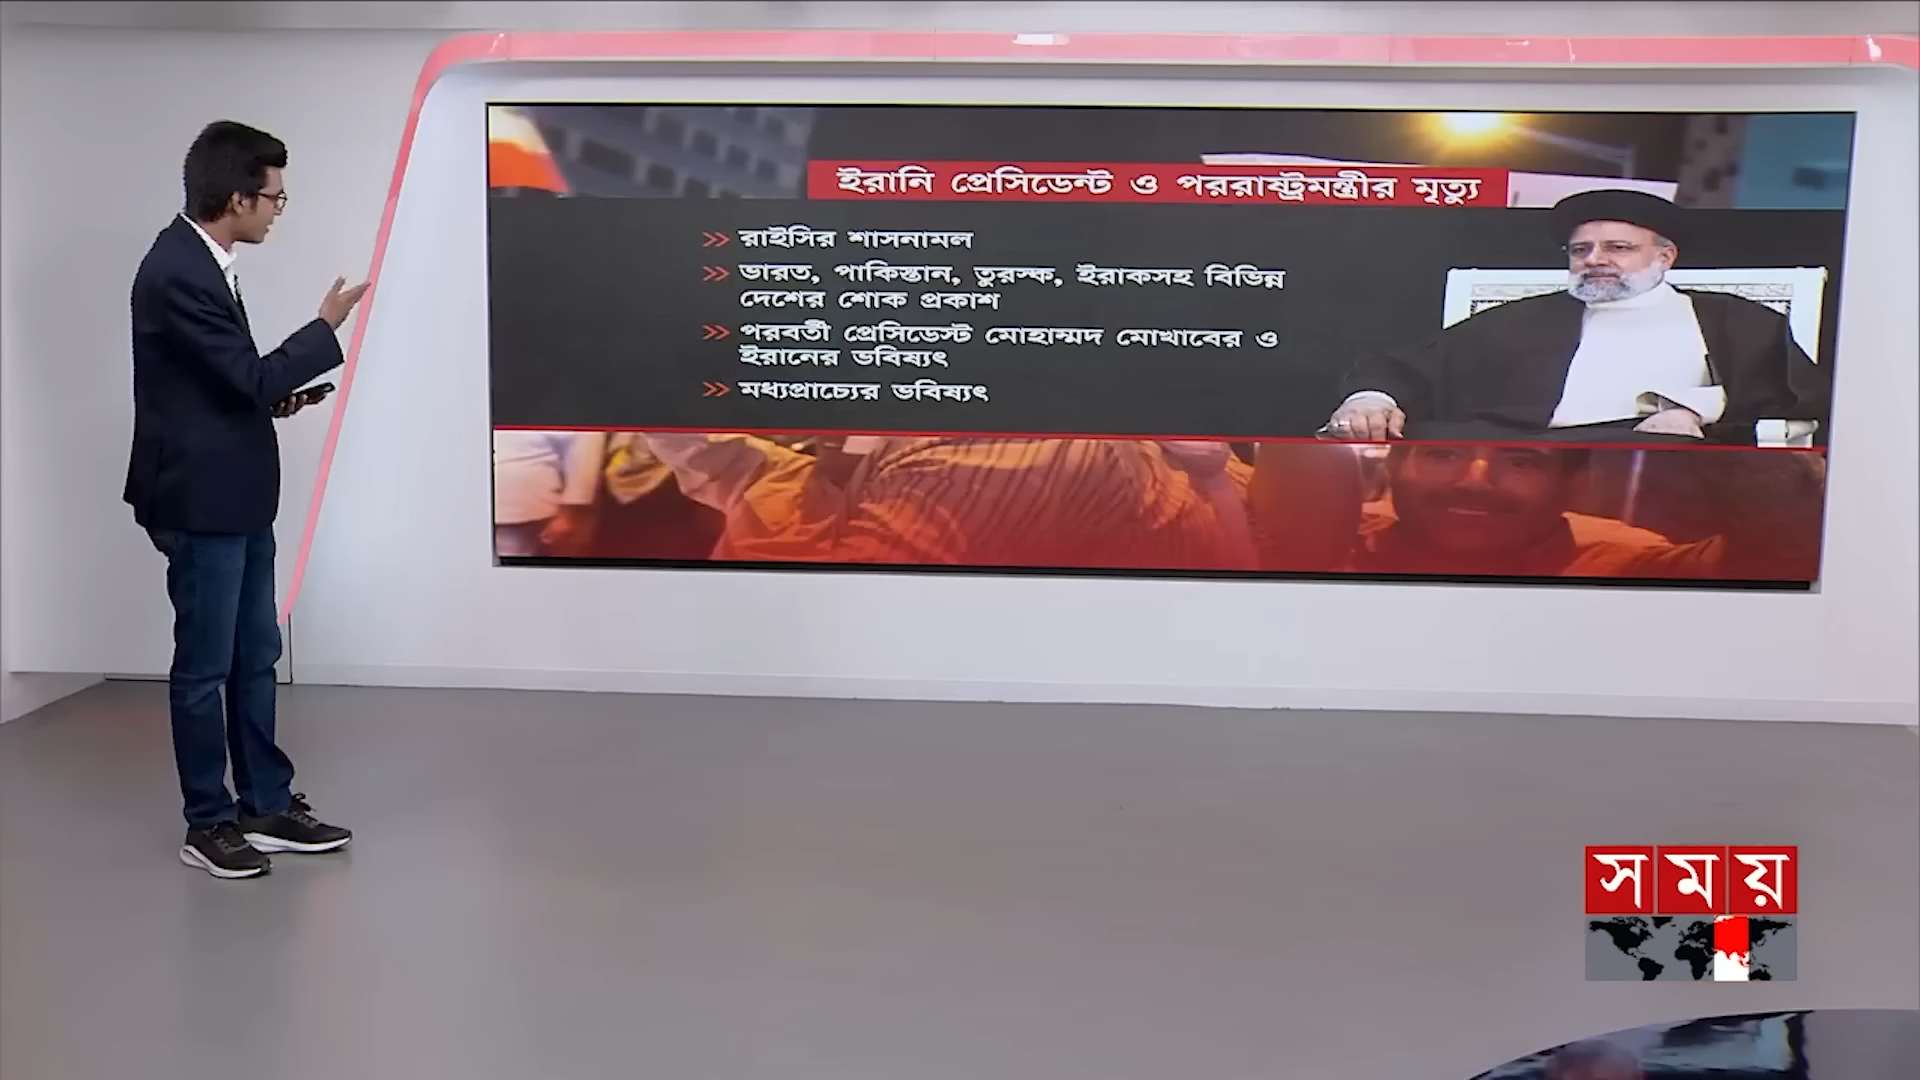 ইরানি প্রেসিডেন্ট ও পররাষ্ট্রমন্ত্রীর মৃত্যু
>> রাইসির শাসনামল
>> ভারত, পাকিস্তান, তুরস্ক, ইরাকসহ বিভিন্ন
দেশের শোক প্রকাশ
>> পরবর্তী প্রেসিডেন্ট মোহাম্মদ মোখাবের ও
ইরানের ভবিষ্যৎ
>> মধ্যপ্রাচ্যের ভবিষ্যৎ
সময়